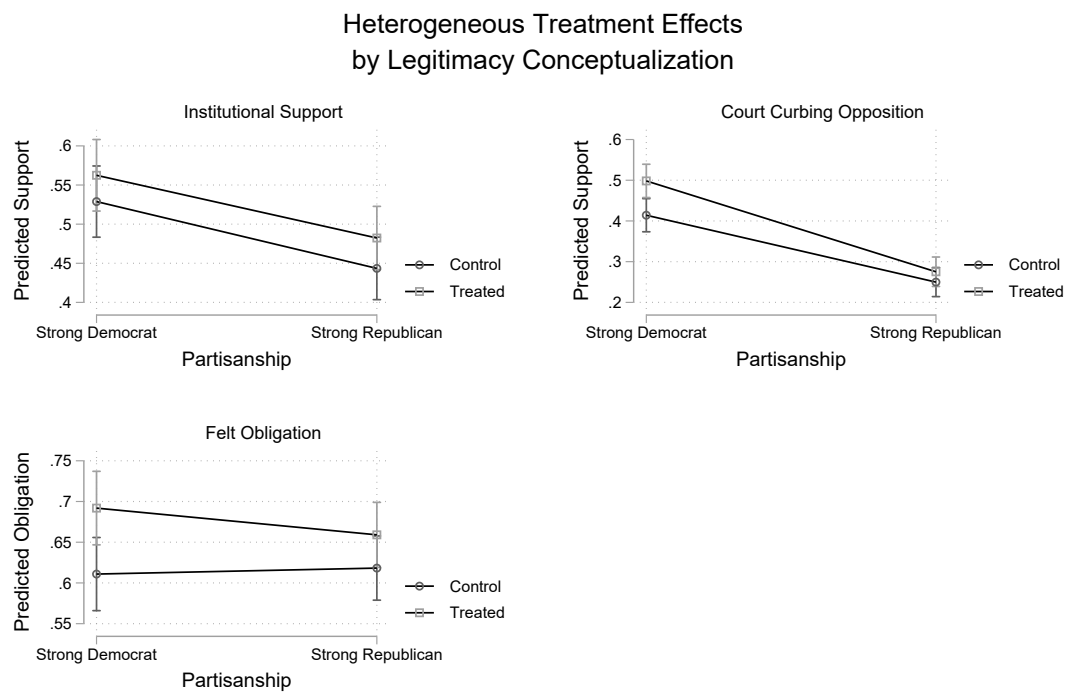 Heterogeneous Treatment Effects
by Legitimacy Conceptualization
Institutional Support
Predicted Support
.6
.55
.5
.45
.4
Strong Democrat
Strong Republican
Partisanship
Control
Treated
Court Curbing Opposition
Predicted Support
.6
.5
.4
.3
.2
Strong Democrat
Strong Republican
Partisanship
Control
Treated
Felt Obligation
Predicted Obligation
.75
.7
.65
.6
.55
Strong Democrat
Strong Republican
Partisanship
Control
Treated